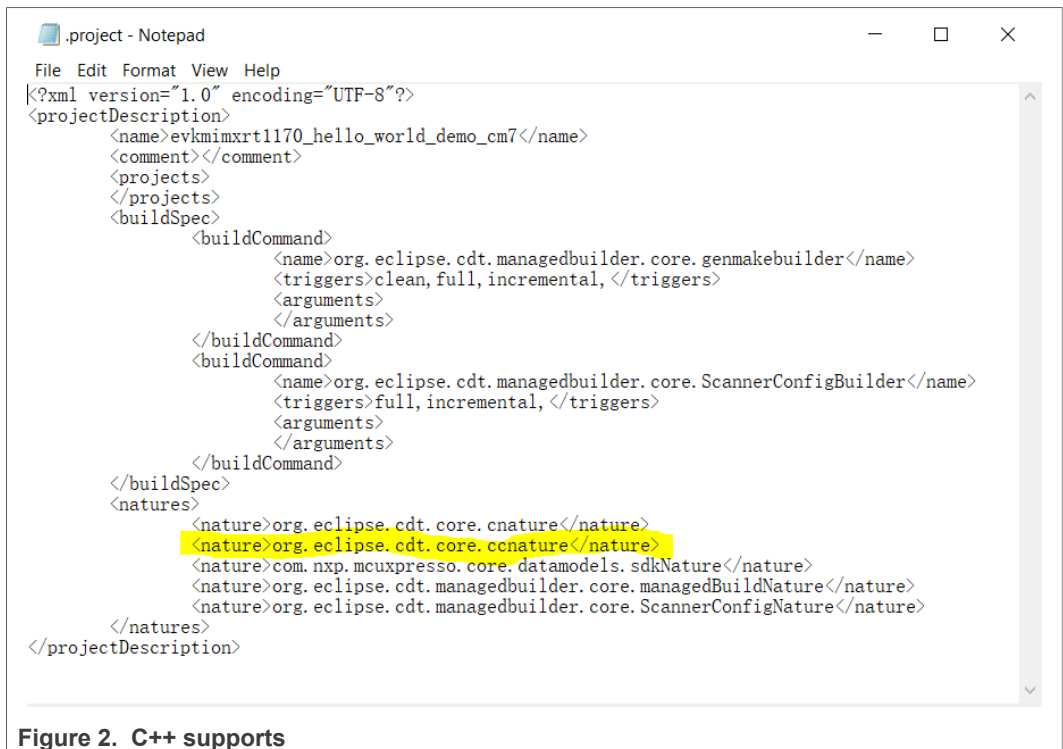 .project - Notepad
File Edit Format View Help
<?xml version="1.0" encoding="UTF-8"?>
<projectDescription>
<name>evkmimxrt1170_hello_world_demo_cm7</name>
<comment></comment>
<projects>
</projects>
<buildSpec>
<buildCommand>
<name>org.eclipse.cdt.managedbuilder.core.genmakebuilder</name>
<triggers>clean,full,incremental,</triggers>
<arguments>
</arguments>
</buildCommand>
<buildCommand>
<name>org.eclipse.cdt.managedbuilder.core.ScannerConfigBuilder</name>
<triggers>full,incremental,</triggers>
<arguments>
</arguments>
</buildCommand>
</buildSpec>
<natures>
<nature>org.eclipse.cdt.core.cnature</nature>
<nature>org.eclipse.cdt.core.ccnature</nature>
<nature>com.nxp.mcuxpresso.core.datamodels.sdkNature</nature>
<nature>org.eclipse.cdt.managedbuilder.core.managedBuildNature</nature>
<nature>org.eclipse.cdt.managedbuilder.core.ScannerConfigNature</nature>
</natures>
</projectDescription>
Figure 2. C++ supports